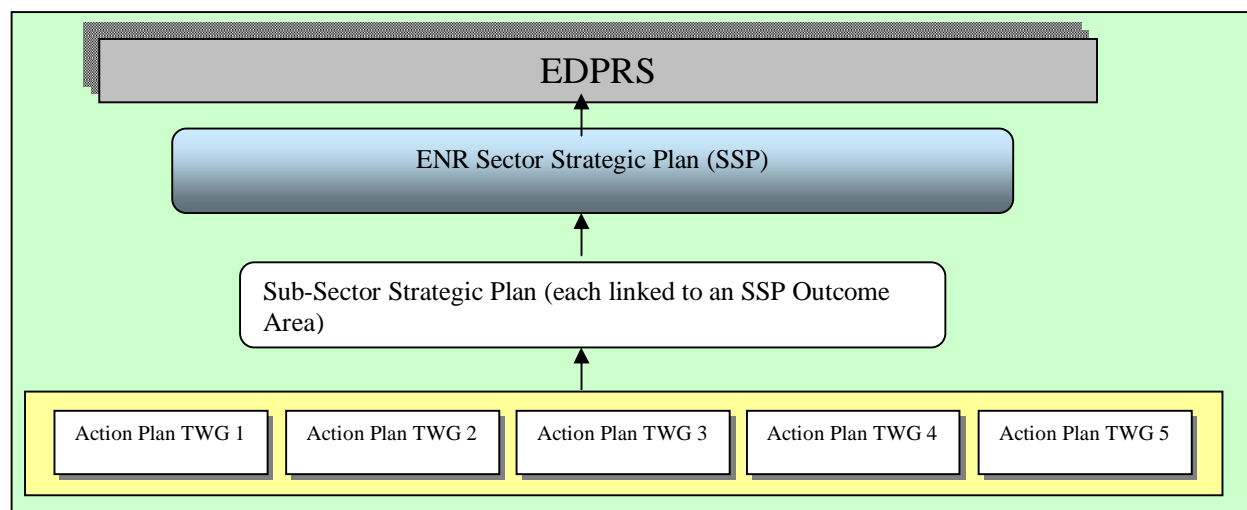 EDPRS
ENR Sector Strategic Plan (SSP)
Sub-Sector Strategic Plan (each linked to an SSP Outcome
Area)
Action Plan TWG 1
Action Plan TWG 2
Action Plan TWG 3
Action Plan TWG 4
Action Plan TWG 5